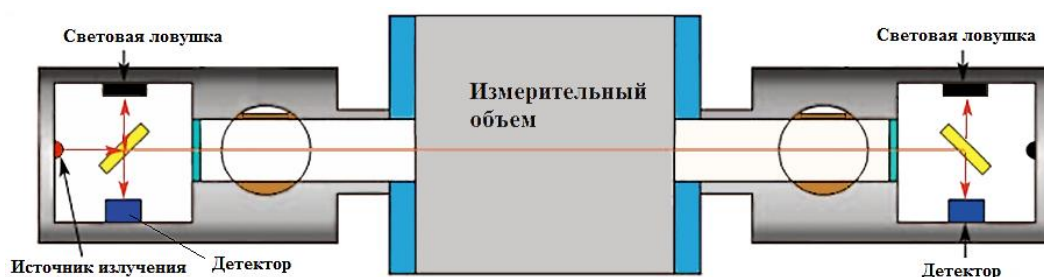 Световая ловушка
Световая ловушка
Измерительный
объем
Источник излучения
Детектор
Детектор